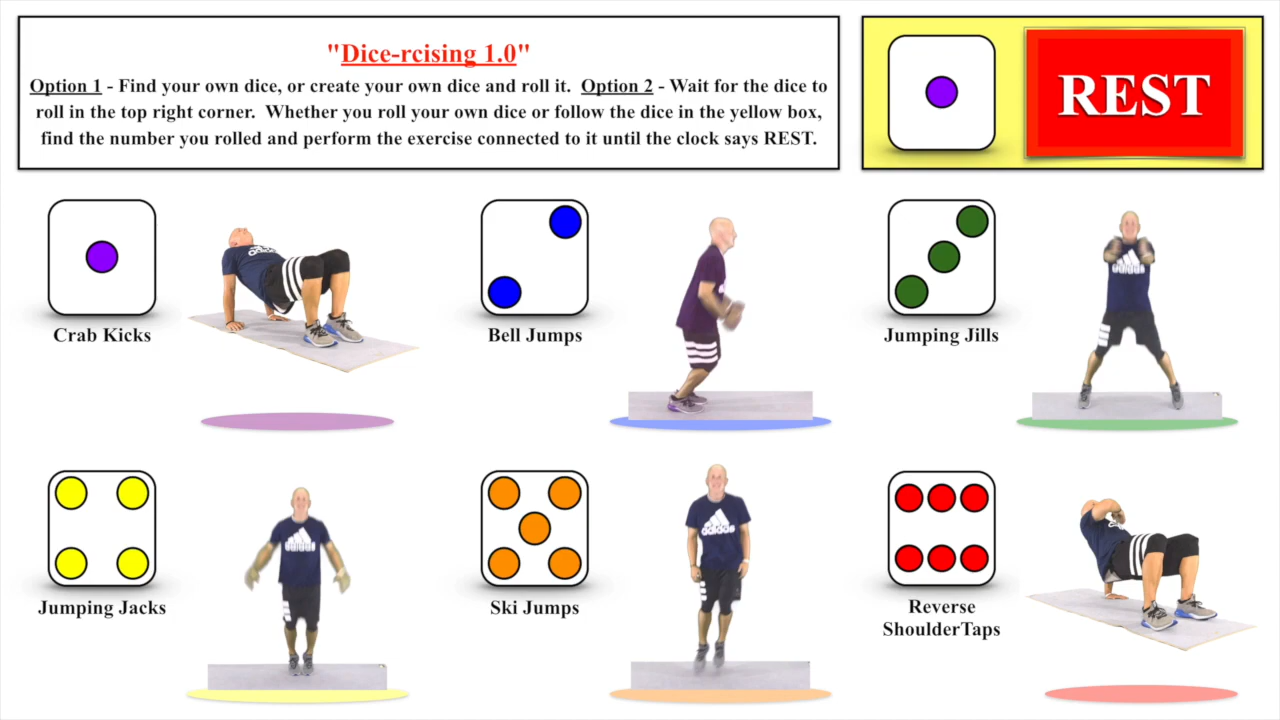 "Dice-rcising 1.0"
Option 1 - Find your own dice, or create your own dice and roll it.  Option 2 - Wait for the dice to
roll in the top right corner.  Whether you roll your own dice or follow the dice in the yellow box,
find the number you rolled and perform the exercise connected to it until the clock says REST.
REST
Crab Kicks
Bell Jumps
Jumping Jills
adidas
Jumping Jacks
adidas
Ski Jumps
adidas
Reverse
ShoulderTaps